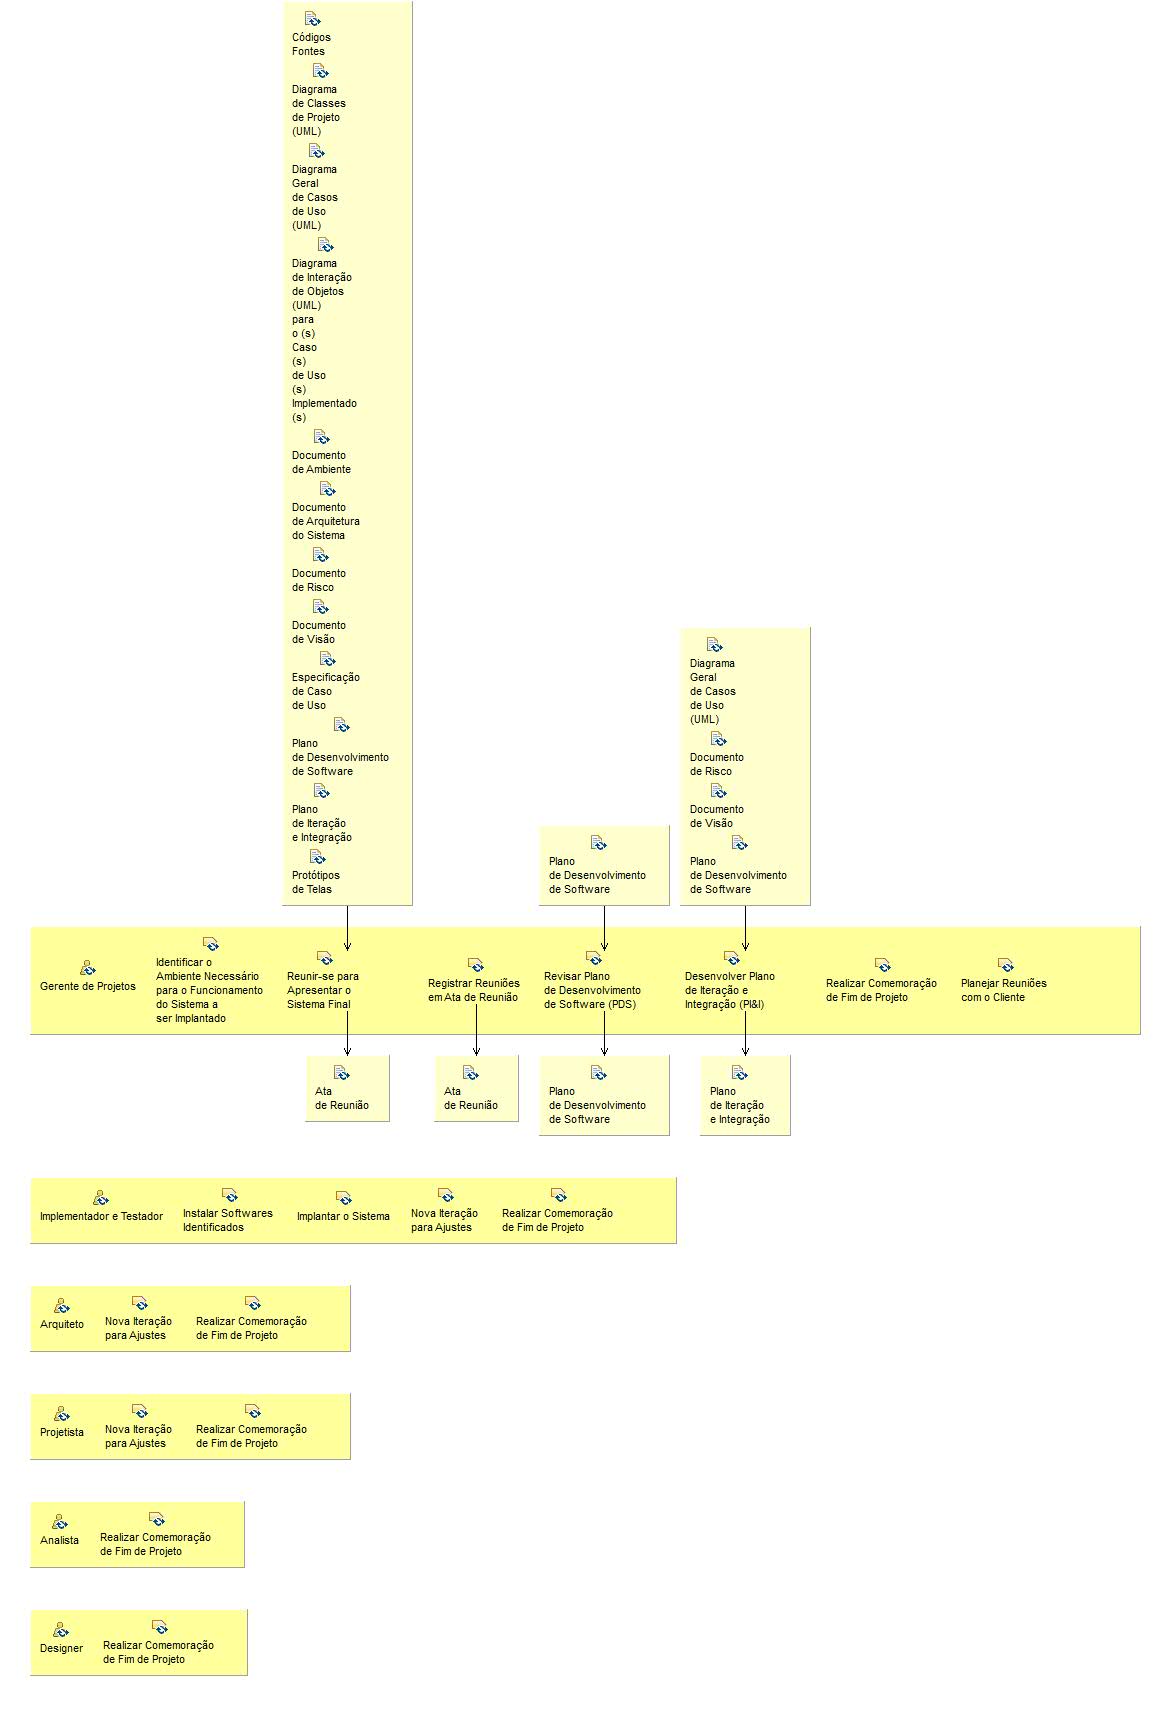 Códigos
Fontes
Diagrama
de Classes
de Projeto
(UML)
Diagrama
Geral
de Casos
de Uso
(UML)
Diagrama
de Interação
de Objetos
(UML)
para
o (s)
Caso
(s)
de Uso
(s)
Implementado
(s)
Documento
de Ambiente
Documento
de Arquitetura
do Sistema
Documento
de Risco
Documento
de Visão
Especificação
de Caso
de Uso
Plano
de Desenvolvimento
de Software
Plano
de Iteração
e Integração
Protótipos
de Telas
Plano
de Desenvolvimento
de Software
Diagrama
Geral
de Casos
de Uso
(UML)
Documento
de Risco
Documento
de Visão
Plano
de Desenvolvimento
de Software
Gerente de Projetos
Identificar o
Ambiente Necessário
para o Funcionamento
do Sistema a
ser Implantado
Reunir-se para
Apresentar o
Sistema Final
Registrar Reuniões
em Ata de Reunião
Revisar Plano
de Desenvolvimento
de Software (PDS)
Desenvolver Plano
de Iteração e
Integração (PI&I)
Realizar Comemoração
de Fim de Projeto
Planejar Reuniões
com o Cliente
Ata
de Reunião
Ata
de Reunião
Plano
de Desenvolvimento
de Software
Plano
de Iteração
e Integração
Implementador e Testador
Instalar Softwares
Identificados
Implantar o Sistema
Nova Iteração
para Ajustes
Realizar Comemoração
de Fim de Projeto
Arquiteto
Nova Iteração
para Ajustes
Realizar Comemoração
de Fim de Projeto
Projetista
Nova Iteração
para Ajustes
Realizar Comemoração
de Fim de Projeto
Analista
Realizar Comemoração
de Fim de Projeto
Designer
Realizar Comemoração
de Fim de Projeto